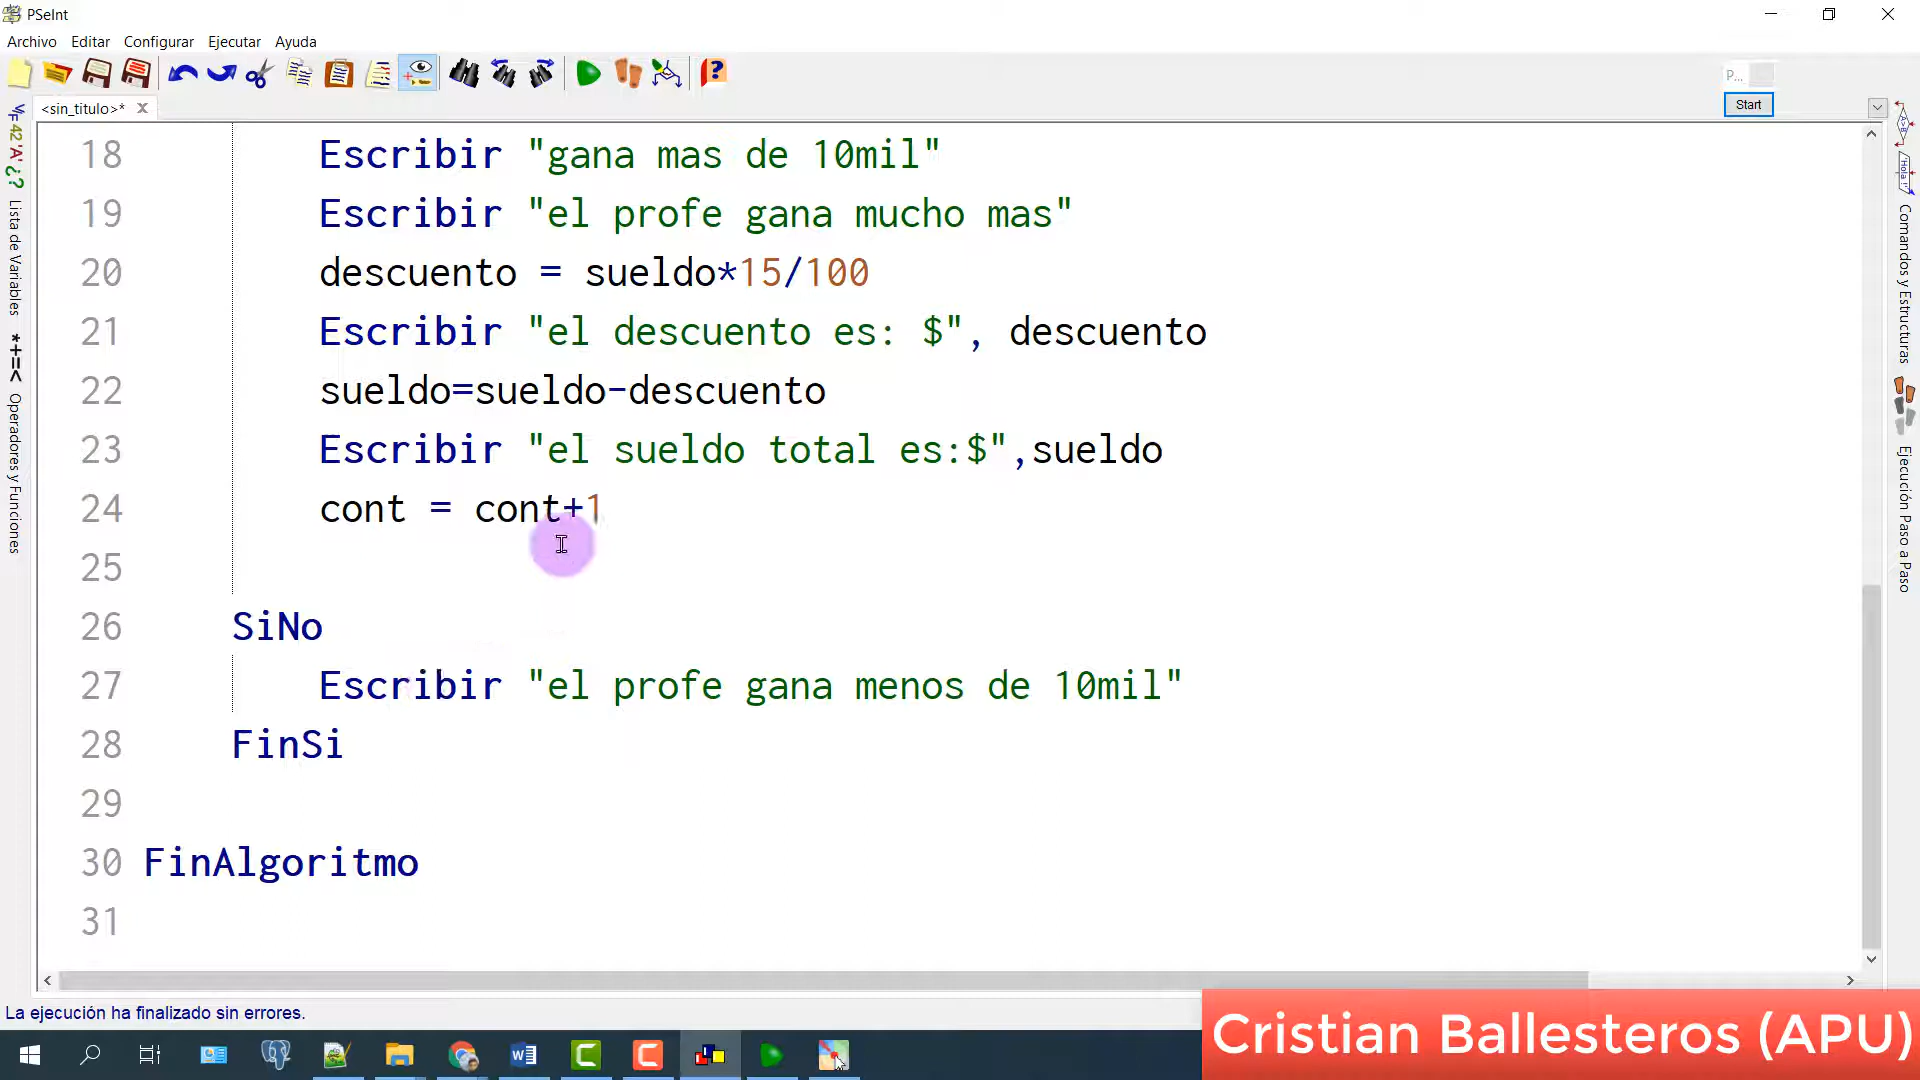 PSeInt
Archivo Editar Configurar Ejecutar Ayuda
P...
Start
<sin_titulo>*
18 Escribir "gana mas de 10mil"
19 Escribir "el profe gana mucho mas"
20 descuento = sueldo*15/100
21 Escribir "el descuento es: $", descuento
22 sueldo=sueldo-descuento
23 Escribir "el sueldo total es:$",sueldo
24 cont = cont+1
25
26 SiNo
27 Escribir "el profe gana menos de 10mil"
28 FinSi
29
30 FinAlgoritmo
31
42 'A' ¿?
Lista de Variables
*+=<
Operadores y Funciones
Comandos y Estructuras
Ejecución Paso a Paso
La ejecución ha finalizado sin errores.
Cristian Ballesteros (APU)